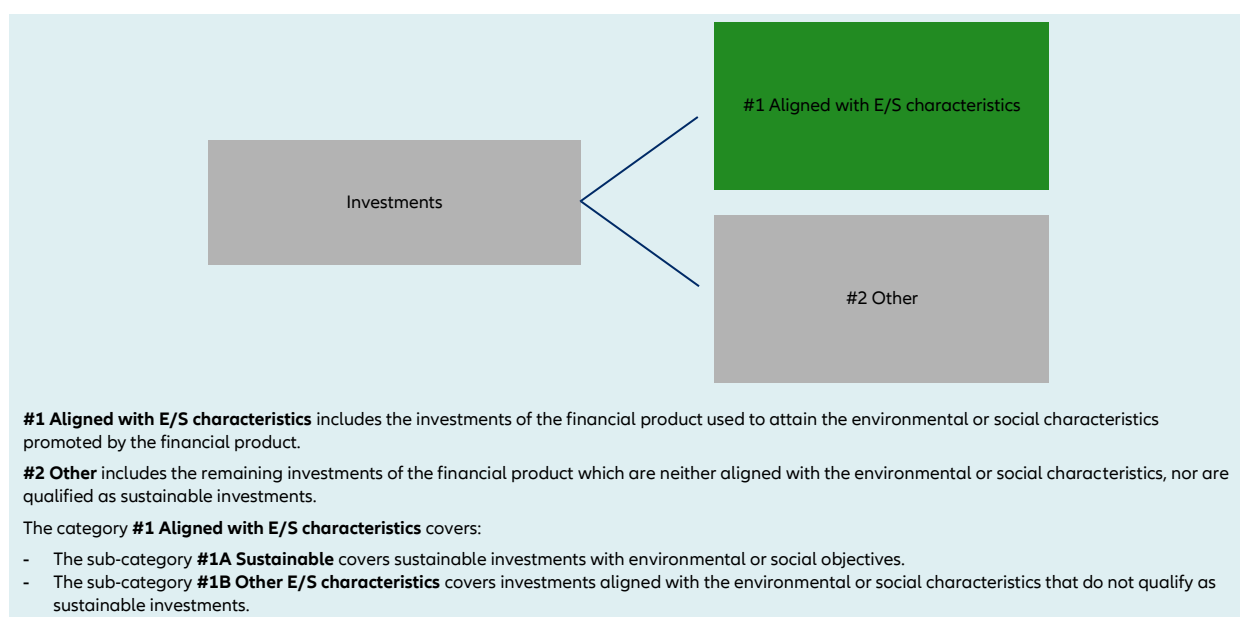 #1 Aligned with E/S characteristics
Investments
#2 Other
#1 Aligned with E/S characteristics includes the investments of the financial product used to attain the environmental or social characteristics
promoted by the financial product.
#2 Other includes the remaining investments of the financial product which are neither aligned with the environmental or social characteristics, nor are
qualified as sustainable investments.
The category #1 Aligned with E/S characteristics covers:
- The sub-category #1A Sustainable covers sustainable investments with environmental or social objectives.
- The sub-category #1B Other E/S characteristics covers investments aligned with the environmental or social characteristics that do not qualify as
sustainable investments.